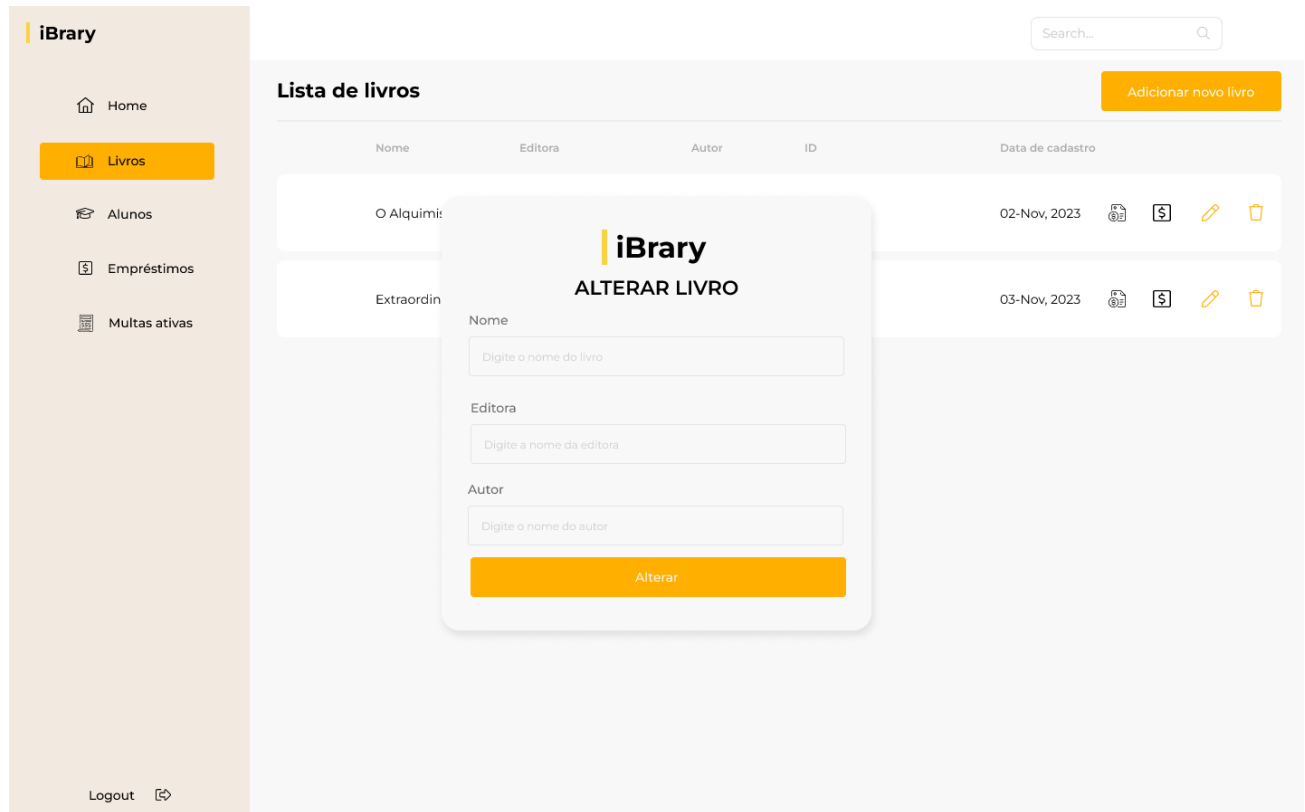 iBrary
Search...
Home
Livros
Alunos
Empréstimos
Multas ativas
Logout
Lista de livros
Adicionar novo livro
Nome Editora Autor ID Data de cadastro
O Alquimis 02-Nov, 2023
Extraordin 03-Nov, 2023
iBrary
ALTERAR LIVRO
Nome
Digite o nome do livro
Editora
Digite a nome da editora
Autor
Digite o nome do autor
Alterar